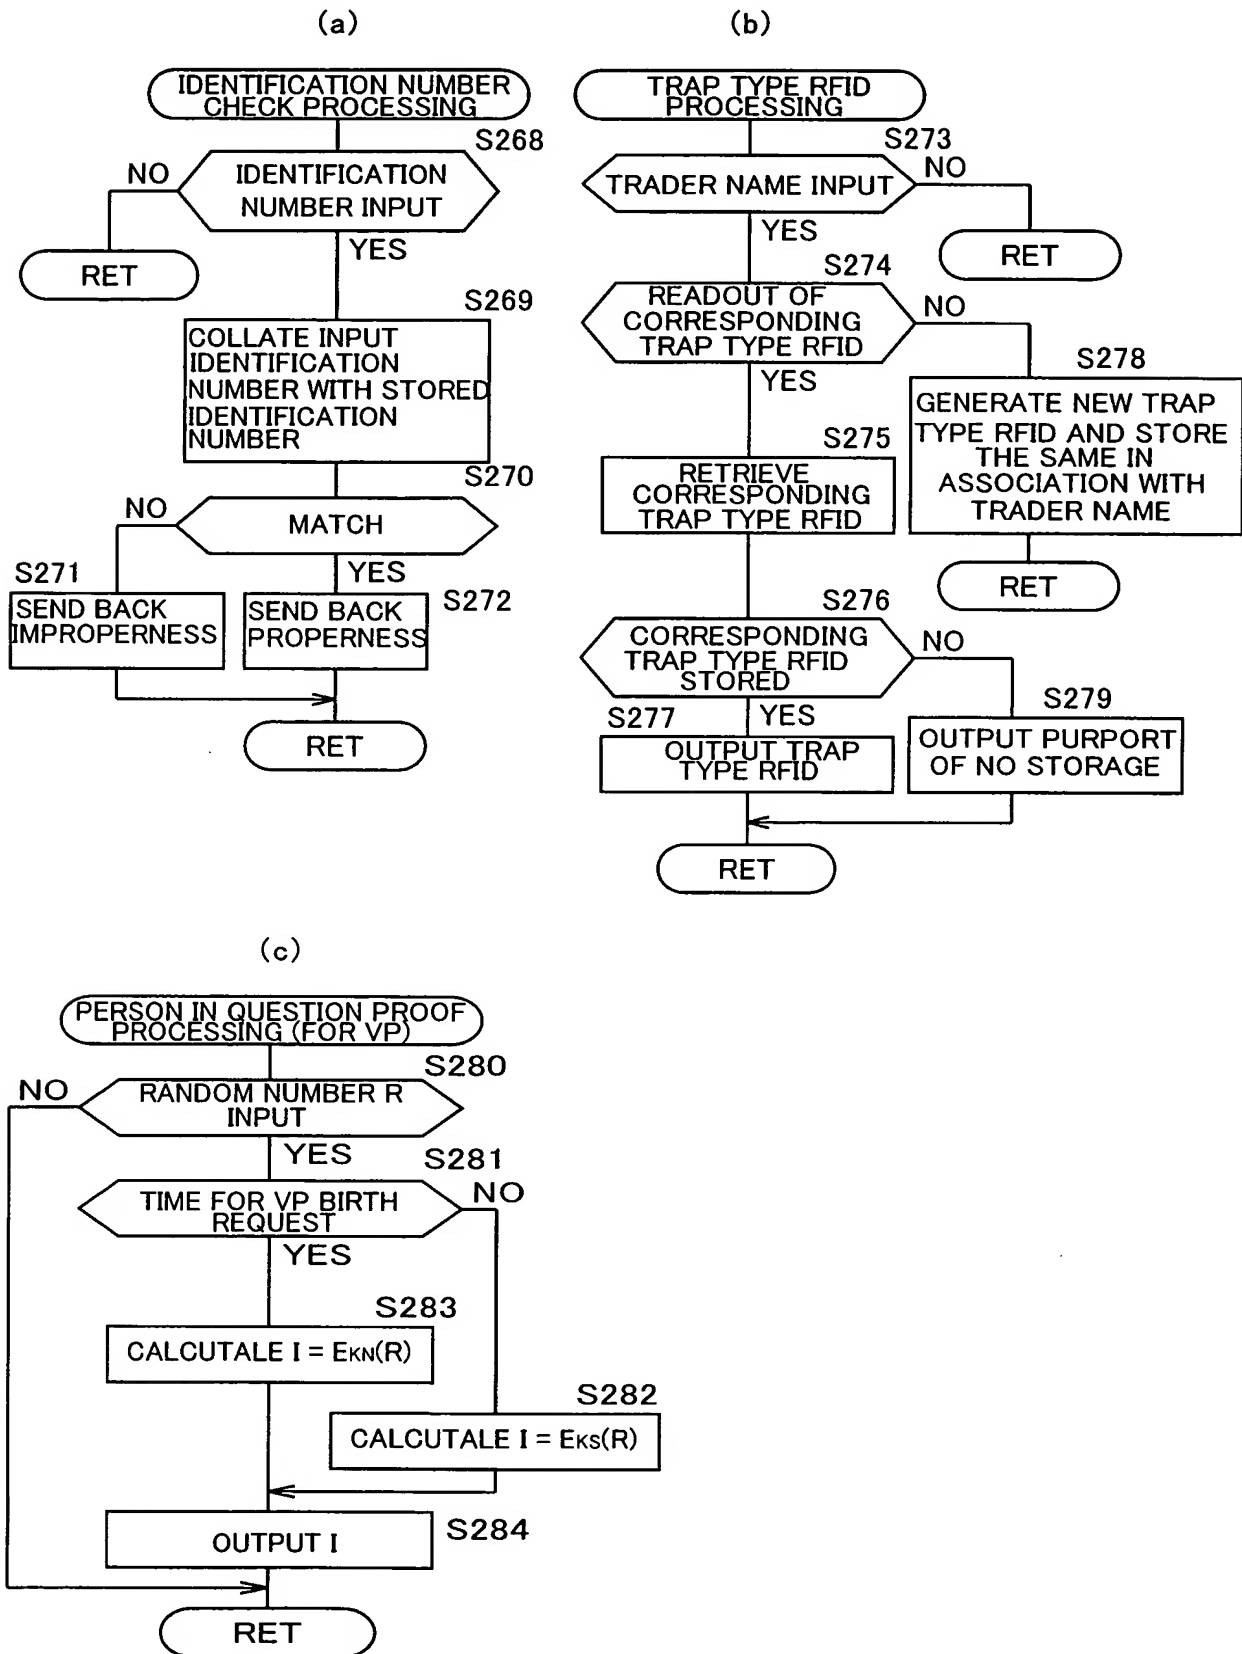 (a)
IDENTIFICATION NUMBER
CHECK PROCESSING
S268
NO
IDENTIFICATION
NUMBER INPUT
YES
RET
S269
COLLATE INPUT
IDENTIFICATION
NUMBER WITH STORED
IDENTIFICATION
NUMBER
S270
NO
MATCH
S271
YES
SEND BACK
IMPROPERNESS
SEND BACK
PROPERNESS
S272
RET
(b)
TRAP TYPE RFID
PROCESSING
S273
TRADER NAME INPUT
NO
YES
RET
S274
READOUT OF
CORRESPONDING
TRAP TYPE RFID
NO
YES
S278
GENERATE NEW TRAP
TYPE RFID AND STORE
THE SAME IN
ASSOCIATION WITH
TRADER NAME
S275
RETRIEVE
CORRESPONDING
TRAP TYPE RFID
RET
S276
CORRESPONDING
TRAP TYPE RFID
STORED
NO
S277
YES
S279
OUTPUT TRAP
TYPE RFID
OUTPUT PURPORT
OF NO STORAGE
RET
(c)
PERSON IN QUESTION PROOF
PROCESSING (FOR VP)
S280
NO
RANDOM NUMBER R
INPUT
YES
S281
TIME FOR VP BIRTH
REQUEST
NO
YES
S283
CALCUTALE I = EKN(R)
S282
CALCUTALE I = EKS(R)
OUTPUT I
S284
RET